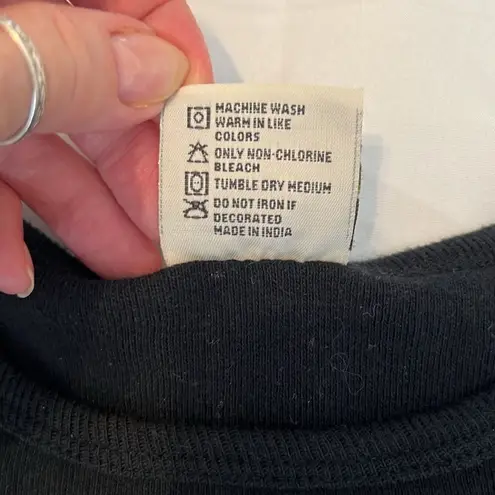 MACHINE WASH
WARM IN LIKE
COLORS
ONLY NON-CHLORINE
BLEACH
TUMBLE DRY MEDIUM
DO NOT IRON IF
DECORATED
MADE IN INDIA